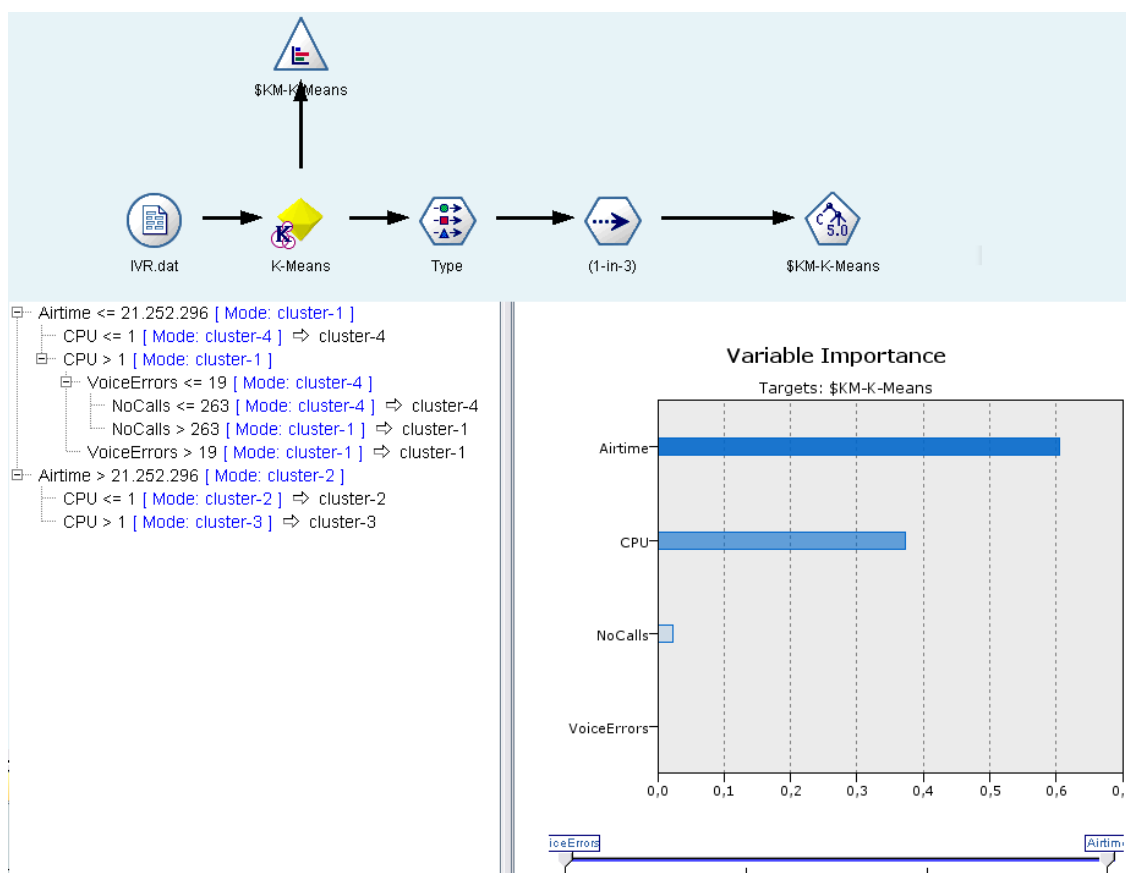 $KM-K-Means
IVR.dat
K-Means
Type
(1-in-3)
C 5.0
$KM-K-Means
Airtime <= 21.252.296 [ Mode: cluster-1 ]
CPU <= 1 [ Mode: cluster-4 ] ⇨ cluster-4
CPU > 1 [ Mode: cluster-1 ]
VoiceErrors <= 19 [ Mode: cluster-4 ]
NoCalls <= 263 [ Mode: cluster-4 ] ⇨ cluster-4
NoCalls > 263 [ Mode: cluster-1 ] ⇨ cluster-1
VoiceErrors > 19 [ Mode: cluster-1 ] ⇨ cluster-1
Airtime > 21.252.296 [ Mode: cluster-2 ]
CPU <= 1 [ Mode: cluster-2 ] ⇨ cluster-2
CPU > 1 [ Mode: cluster-3 ] ⇨ cluster-3
Variable Importance
Targets: $KM-K-Means
Airtime
CPU
NoCalls
VoiceErrors
0,0 0,1 0,2 0,3 0,4 0,5 0,6 0,
iceErrors
Airtim